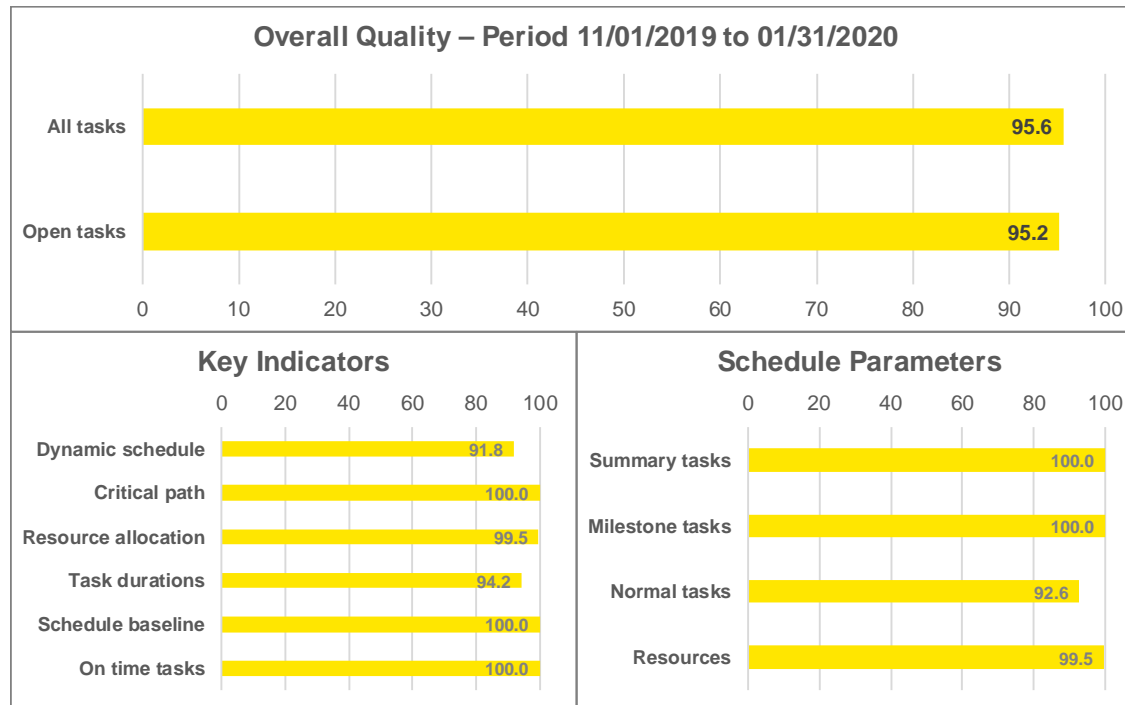 Overall Quality – Period 11/01/2019 to 01/31/2020
All tasks
95.6
Open tasks
95.2
0 10 20 30 40 50 60 70 80 90 100
Key Indicators
0 20 40 60 80 100
Dynamic schedule 91.8
Critical path 100.0
Resource allocation 99.5
Task durations 94.2
Schedule baseline 100.0
On time tasks 100.0
Schedule Parameters
0 20 40 60 80 100
Summary tasks 100.0
Milestone tasks 100.0
Normal tasks 92.6
Resources 99.5